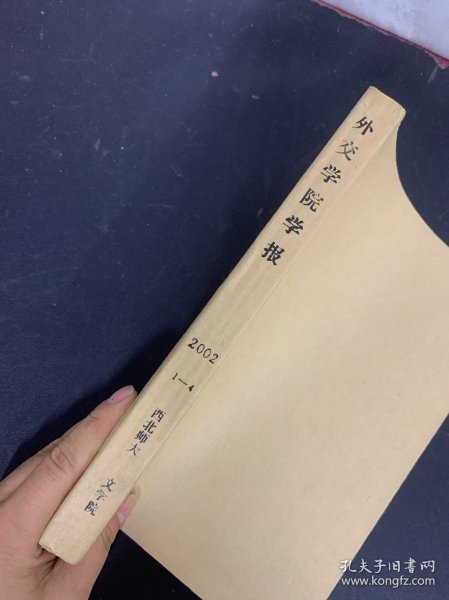 外交学院学报
2002
1—4
西北师大
文学院
孔夫子旧书网
www.kongfz.com